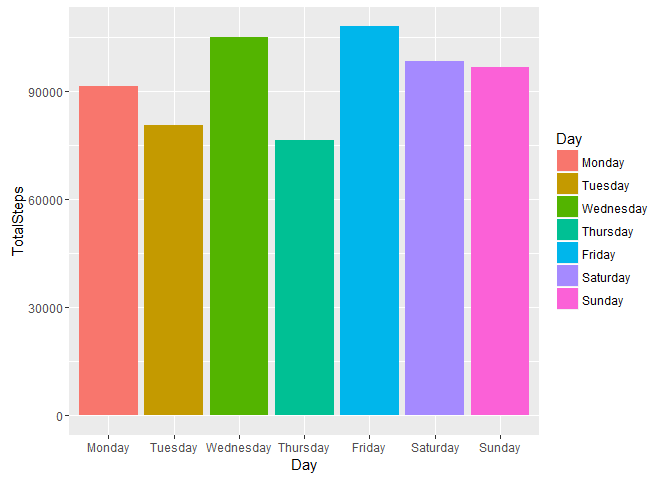 90000
60000
30000
0
TotalSteps
Monday Tuesday Wednesday Thursday Friday Saturday Sunday
Day
Day
Monday
Tuesday
Wednesday
Thursday
Friday
Saturday
Sunday